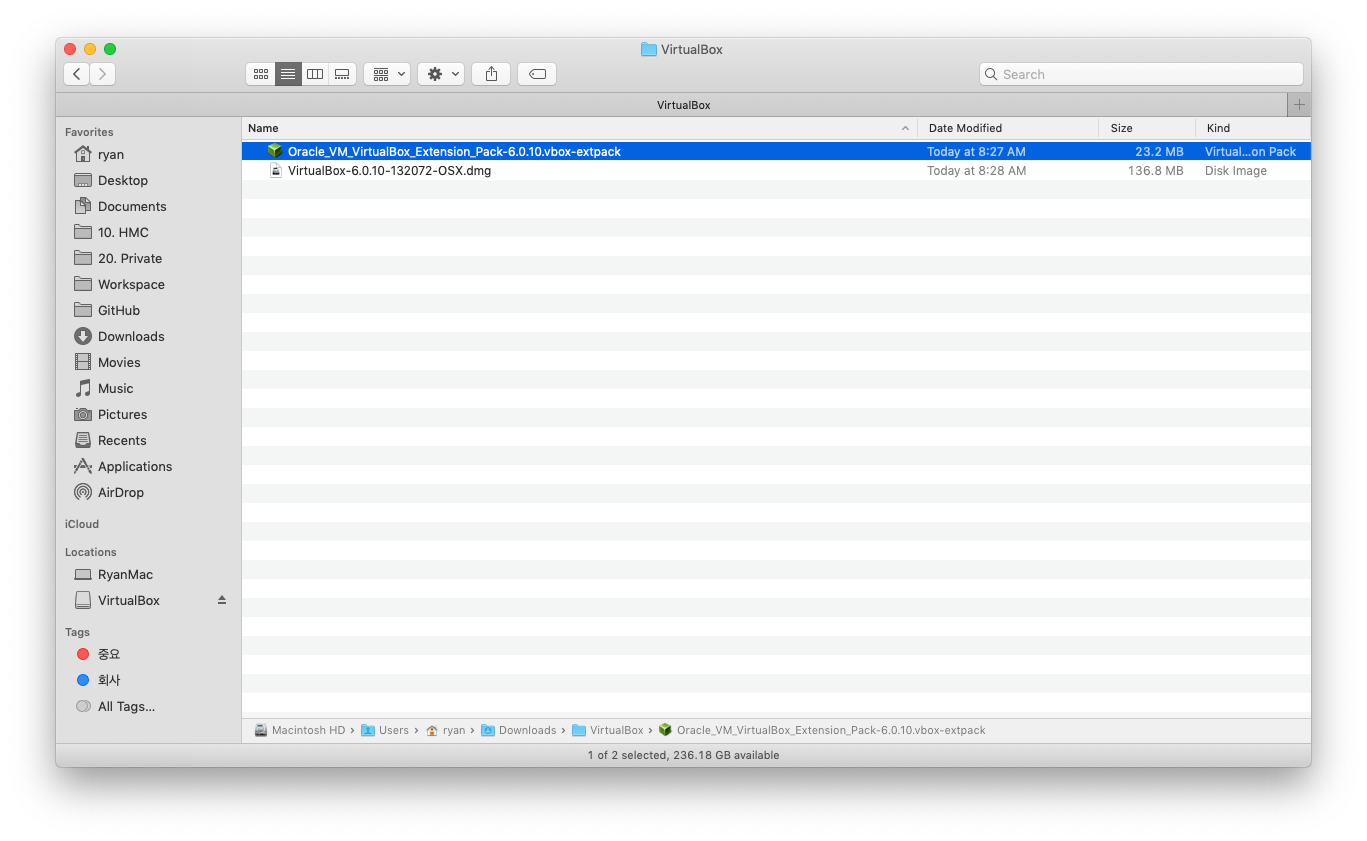 VirtualBox
Search
VirtualBox
Favorites
ryan
Desktop
Documents
10. HMC
20. Private
Workspace
GitHub
Downloads
Movies
Music
Pictures
Recents
Applications
AirDrop
iCloud
Locations
RyanMac
VirtualBox
Tags
중요
회사
All Tags...
Name Date Modified Size Kind
Oracle_VM_VirtualBox_Extension_Pack-6.0.10.vbox-extpack Today at 8:27 AM 23.2 MB Virtual...on Pack
VirtualBox-6.0.10-132072-OSX.dmg Today at 8:28 AM 136.8 MB Disk Image
Macintosh HD › Users › ryan › Downloads › VirtualBox › Oracle_VM_VirtualBox_Extension_Pack-6.0.10.vbox-extpack
1 of 2 selected, 236.18 GB available